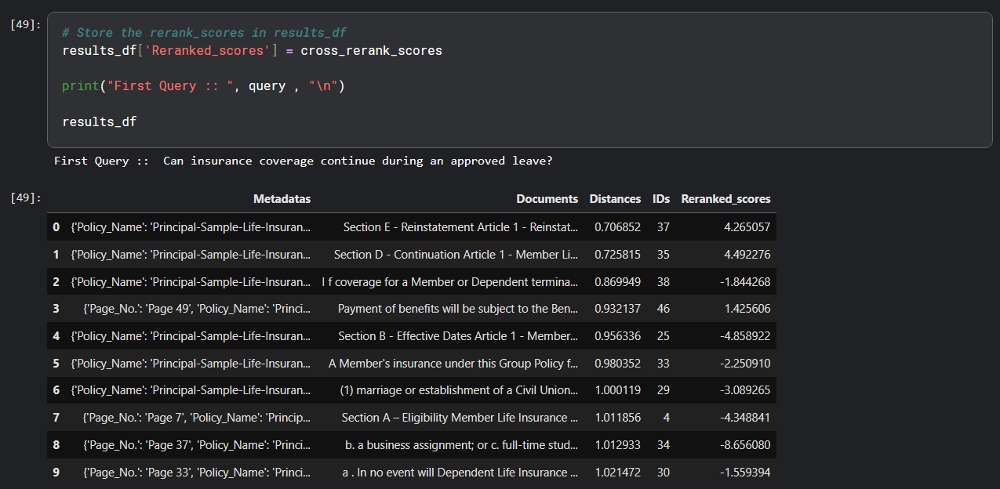 [49]:
# Store the rerank_scores in results_df
results_df['Reranked_scores'] = cross_rerank_scores
print("First Query :: ", query , "\n")
results_df
First Query ::  Can insurance coverage continue during an approved leave?
[49]:
Metadatas Documents Distances IDs Reranked_scores
0 {'Policy_Name': 'Principal-Sample-Life-Insuran... Section E - Reinstatement Article 1 - Reinstat... 0.706852 37 4.265057
1 {'Policy_Name': 'Principal-Sample-Life-Insuran... Section D - Continuation Article 1 - Member Li... 0.725815 35 4.492276
2 {'Policy_Name': 'Principal-Sample-Life-Insuran... I f coverage for a Member or Dependent termina... 0.869949 38 -1.844268
3 {'Page_No.': 'Page 49', 'Policy_Name': 'Princi... Payment of benefits will be subject to the Ben... 0.932137 46 1.425606
4 {'Policy_Name': 'Principal-Sample-Life-Insuran... Section B - Effective Dates Article 1 - Member... 0.956336 25 -4.858922
5 {'Policy_Name': 'Principal-Sample-Life-Insuran... A Member's insurance under this Group Policy f... 0.980352 33 -2.250910
6 {'Policy_Name': 'Principal-Sample-Life-Insuran... (1) marriage or establishment of a Civil Union... 1.000119 29 -3.089265
7 {'Page_No.': 'Page 7', 'Policy_Name': 'Princip... Section A – Eligibility Member Life Insurance ... 1.011856 4 -4.348841
8 {'Page_No.': 'Page 37', 'Policy_Name': 'Princi... b. a business assignment; or c. full-time stud... 1.012933 34 -8.656080
9 {'Page_No.': 'Page 33', 'Policy_Name': 'Princi... a . In no event will Dependent Life Insurance ... 1.021472 30 -1.559394